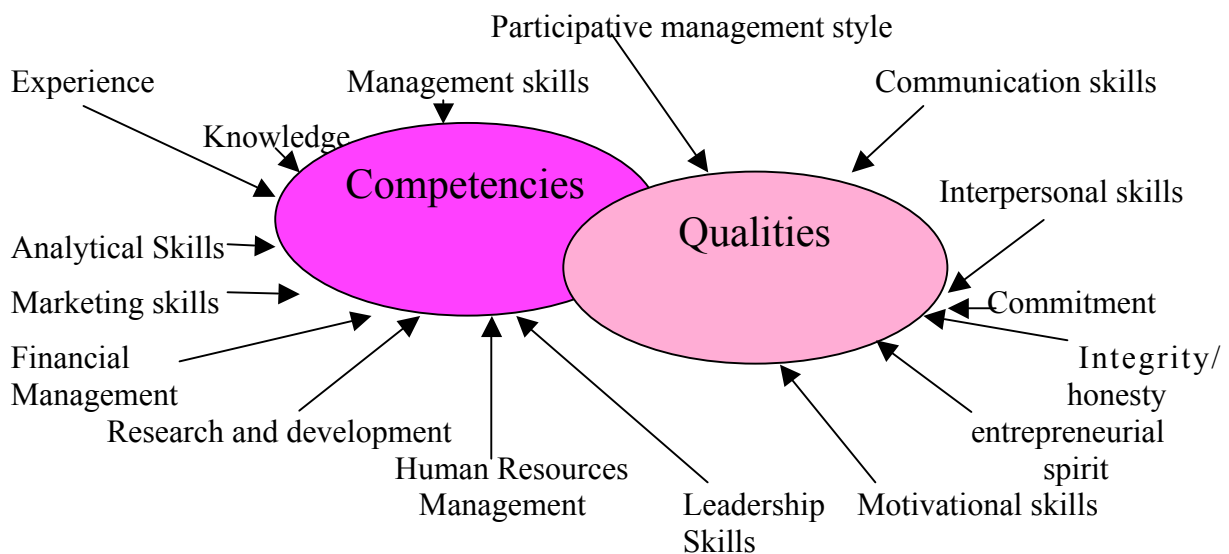 Participative management style
Experience
Management skills
Communication skills
Knowledge
Competencies
Interpersonal skills
Qualities
Analytical Skills
Marketing skills
Commitment
Financial
Management
Integrity/
honesty
Research and development
entrepreneurial
spirit
Human Resources
Management
Leadership
Skills
Motivational skills